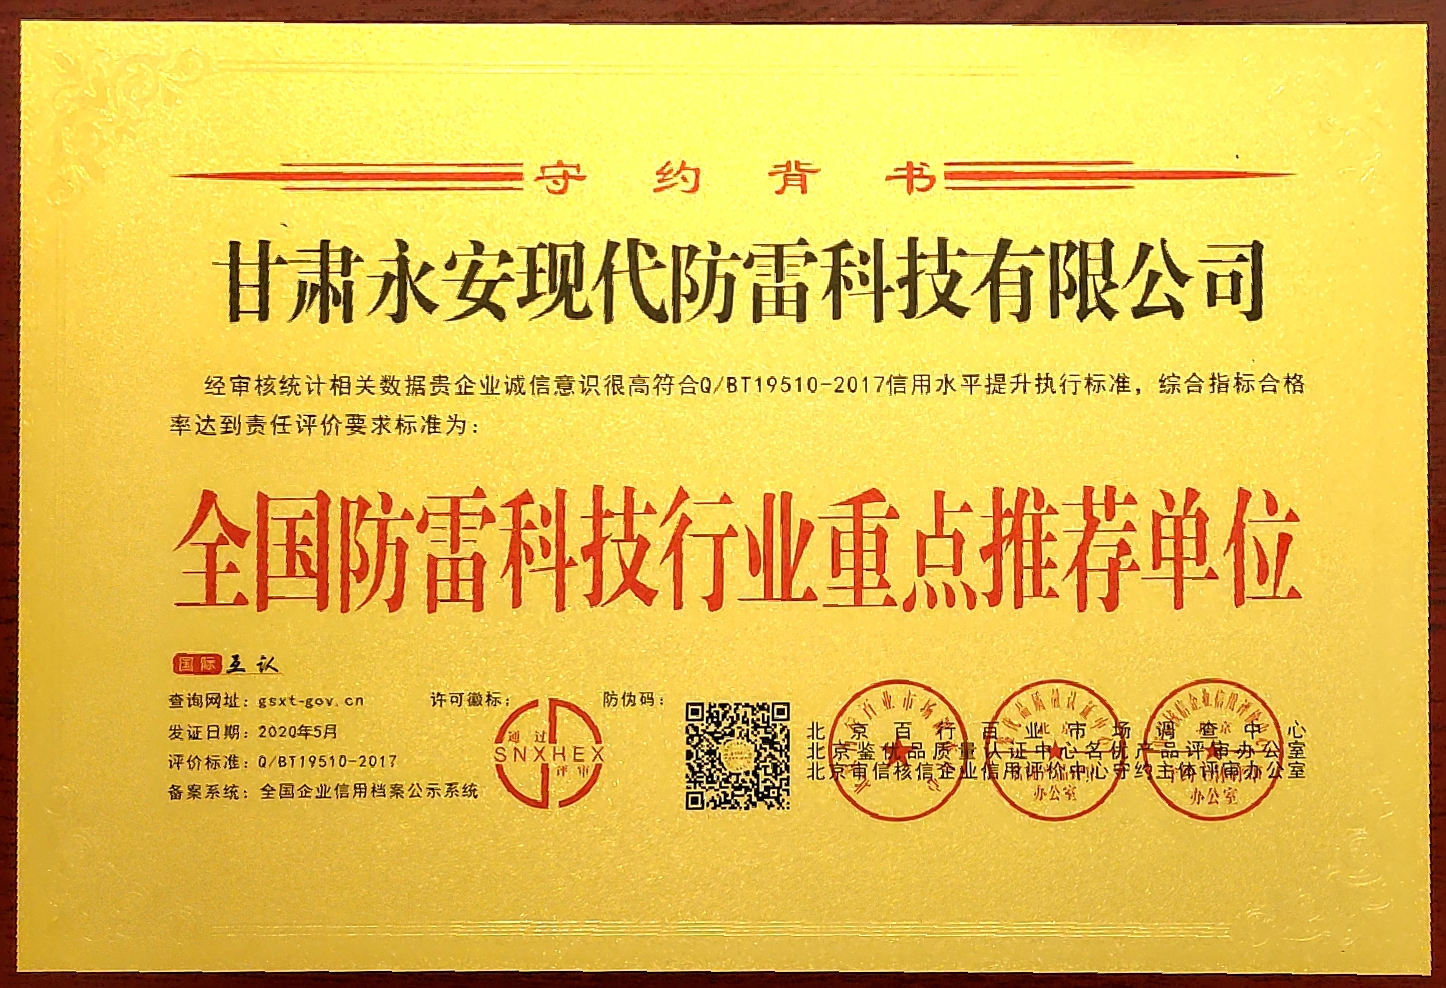 守约背书
甘肃永安现代防雷科技有限公司
经审核统计相关数据贵企业诚信意识很高符合Q/BT19510-2017信用水平提升执行标准，综合指标合格
率达到责任评价要求标准为：
全国防雷科技行业重点推荐单位
国际互认
查询网址：gsxt-gov.cn
发证日期：2020年5月
评价标准：Q/BT19510-2017
备案系统：全国企业信用档案公示系统
许可徽标：
通过
SNXHEX
评审
防伪码：
北京百行百业市场调查中心
北京鉴优品质量认证中心名优产品评审办公室
北京审信核信企业信用评价中心守约主体评审办公室
办公室
办公室